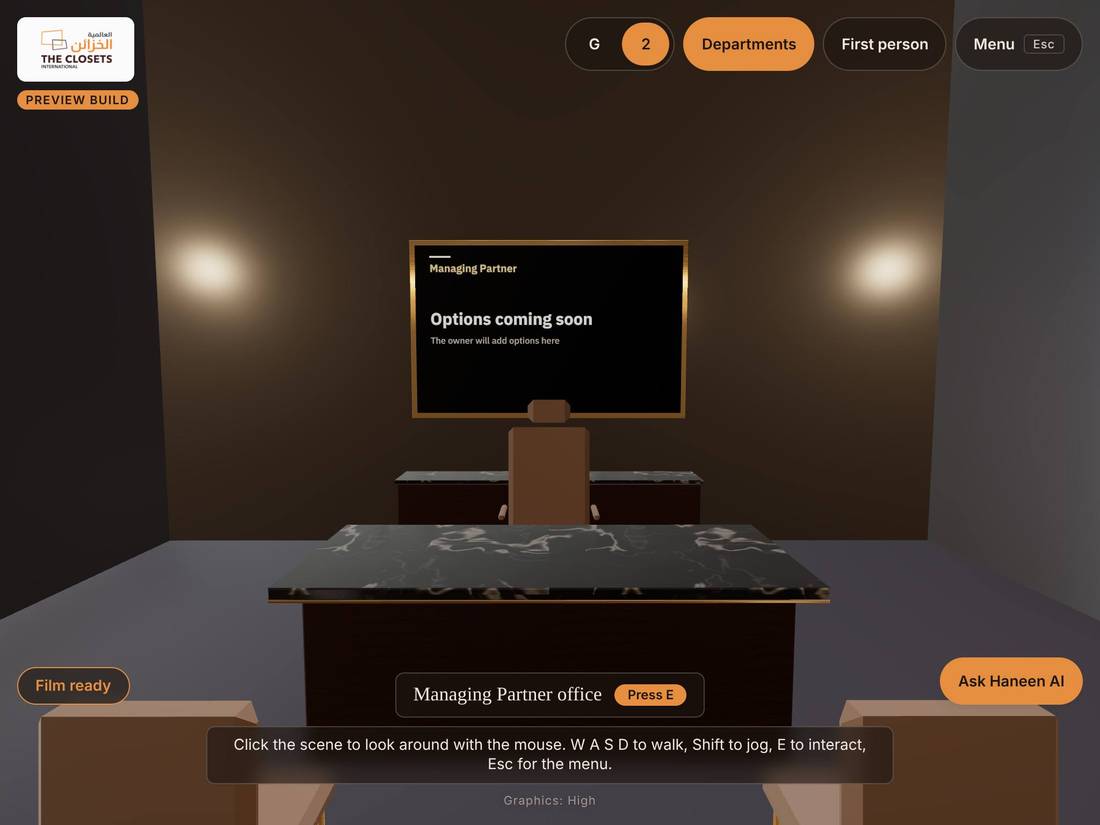 العالمية
الخزائن
THE CLOSETS
INTERNATIONAL
PREVIEW BUILD
G
2
Departments
First person
Menu
Esc
Managing Partner
Options coming soon
The owner will add options here
Film ready
Managing Partner office
Press E
Ask Haneen AI
Click the scene to look around with the mouse. W A S D to walk, Shift to jog, E to interact,
Esc for the menu.
Graphics: High